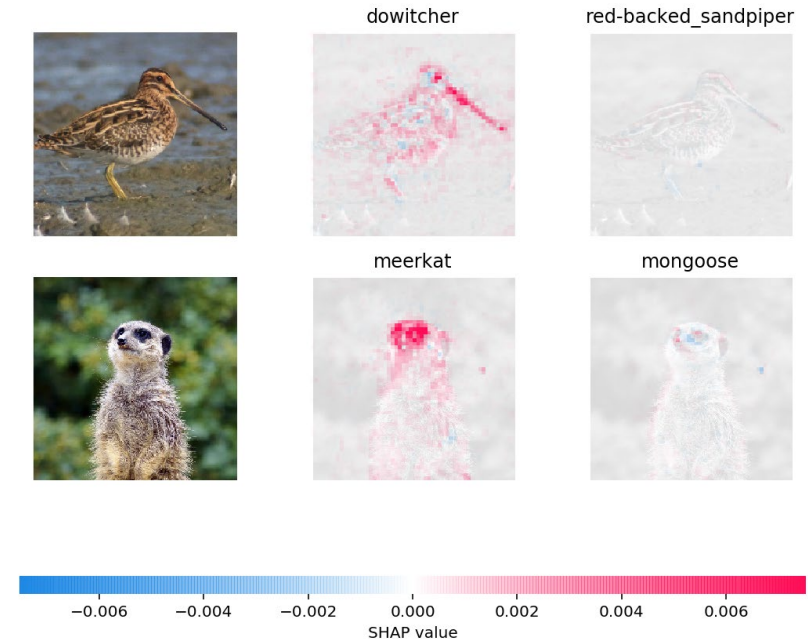 dowitcher
red-backed_sandpiper
meerkat
mongoose
−0.006 −0.004 −0.002 0.000 0.002 0.004 0.006
SHAP value